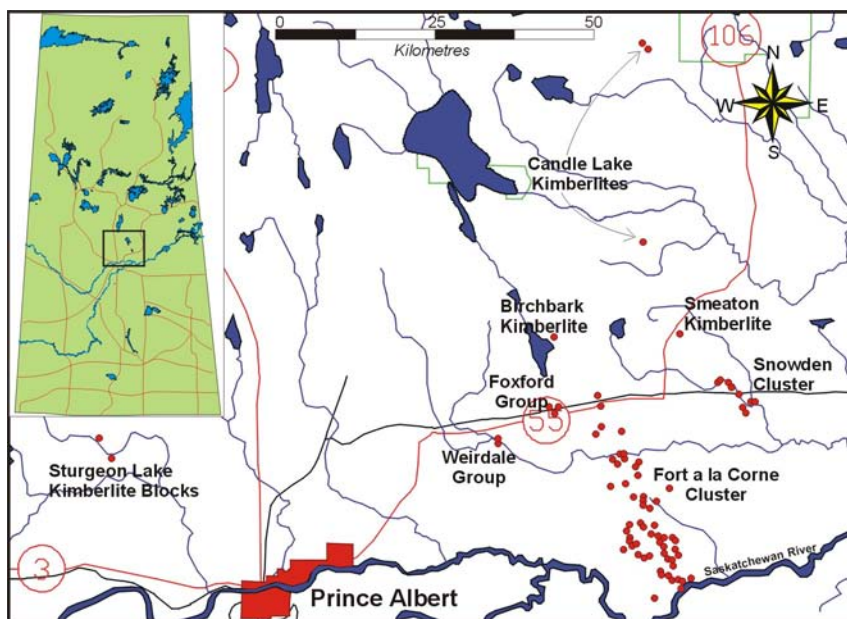 0 25 50
Kilometres
106
N
W E
S
Candle Lake
Kimberlites
Birchbark
Kimberlite
Smeaton
Kimberlite
Snowden
Cluster
Foxford
Group
55
Weirdale
Group
Sturgeon Lake
Kimberlite Blocks
Fort a la Corne
Cluster
3
Saskatchewan River
Prince Albert